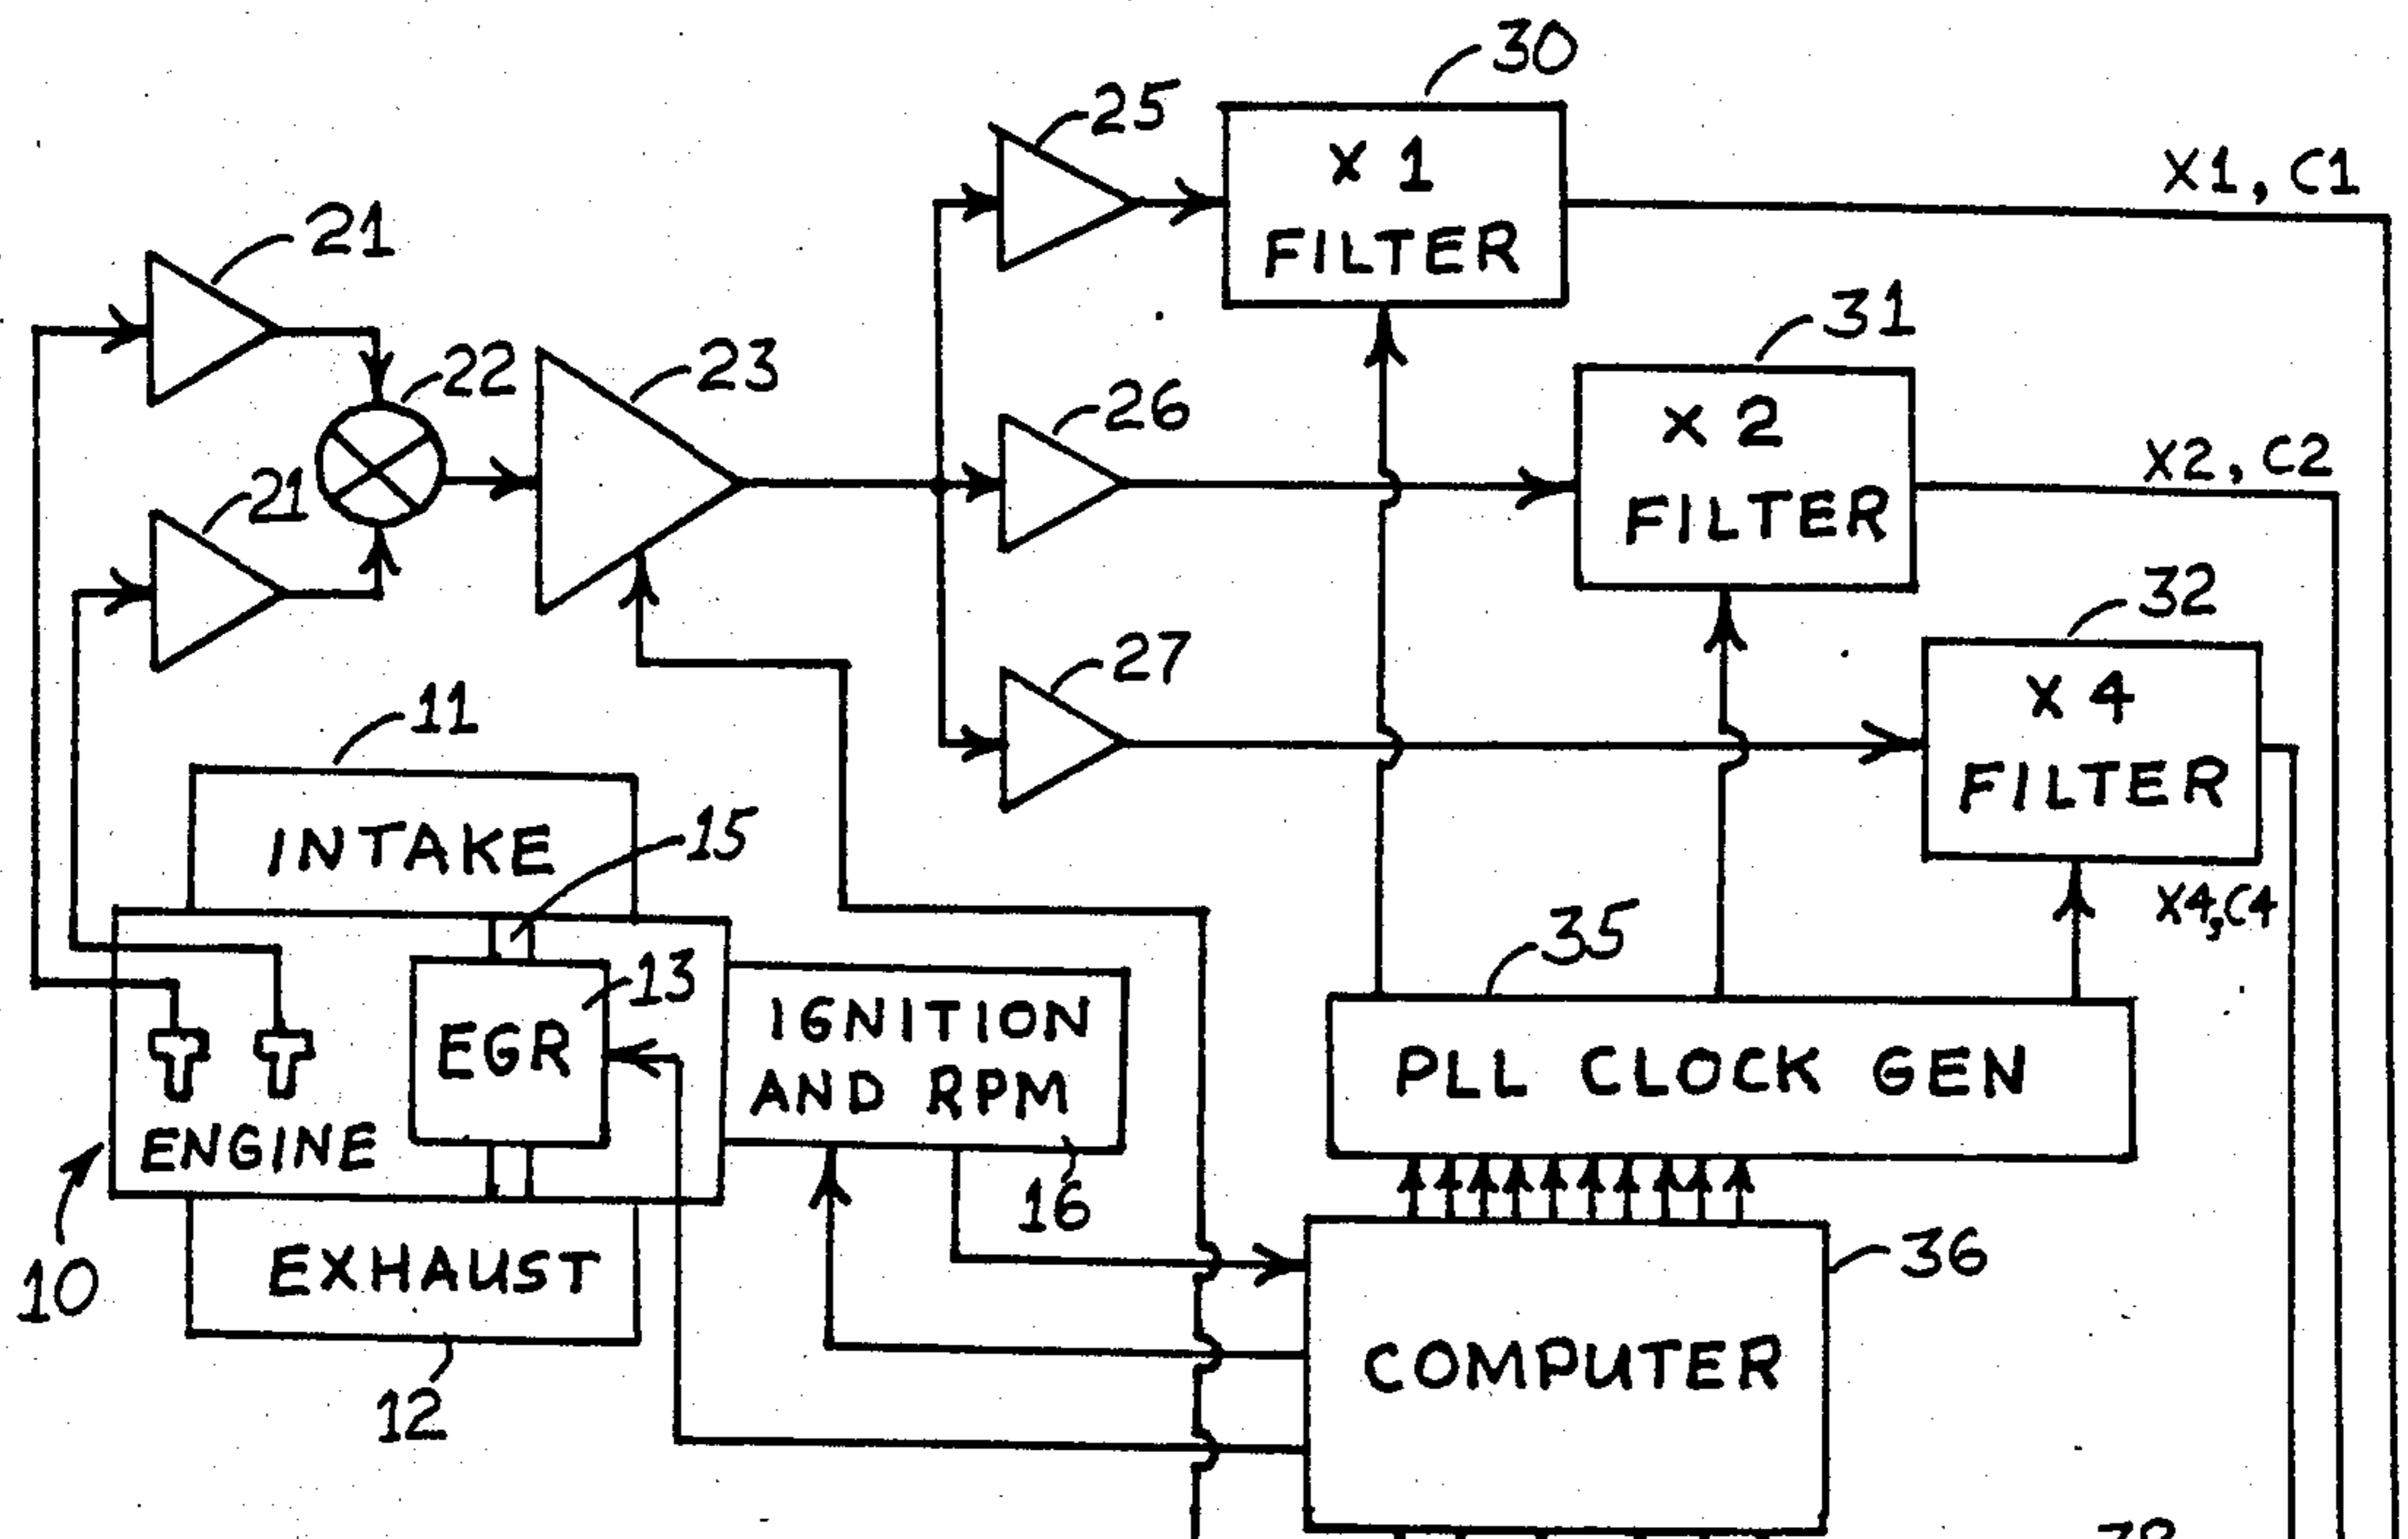 30
25
X 1
FILTER
X1, C1
21
22
23
31
26
X 2
FILTER
X2, C2
21
32
27
X 4
FILTER
11
15
INTAKE
X4,C4
35
13
IGNITION
AND RPM
EGR
PLL CLOCK GEN
ENGINE
16
36
10
EXHAUST
COMPUTER
12